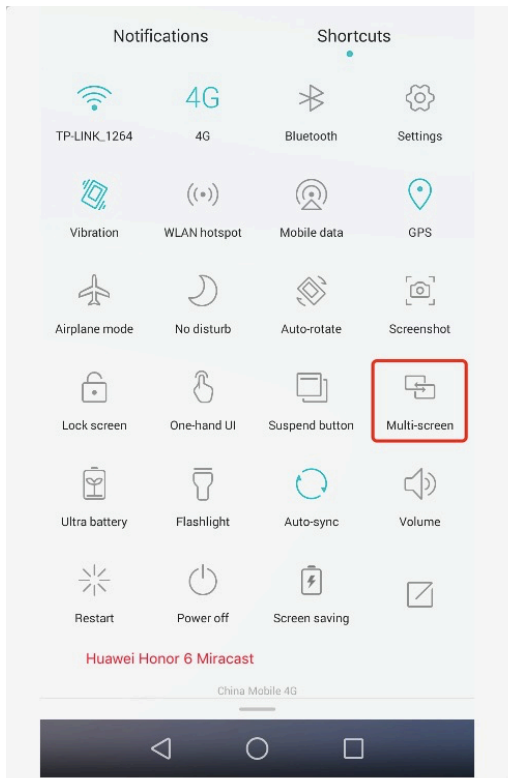 Notifications Shortcuts
4G
TP-LINK_1264 4G Bluetooth Settings
Vibration WLAN hotspot Mobile data GPS
Airplane mode No disturb Auto-rotate Screenshot
Lock screen One-hand UI Suspend button Multi-screen
Ultra battery Flashlight Auto-sync Volume
Restart Power off Screen saving
Huawei Honor 6 Miracast
China Mobile 4G